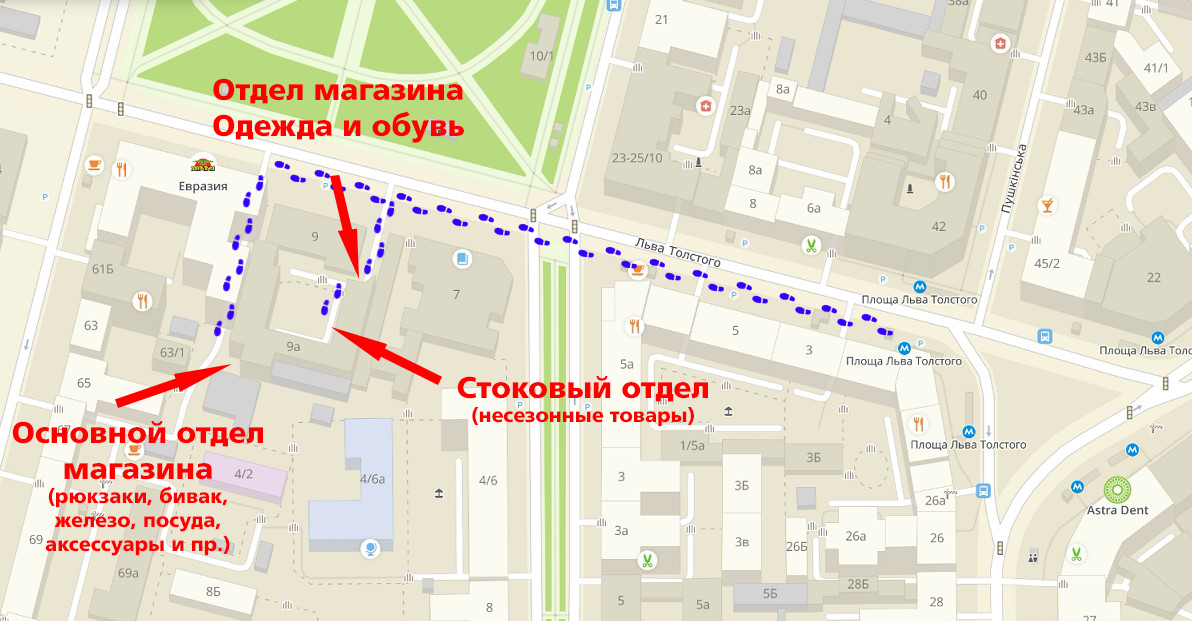 38а
41
21
10/1
43Б
41/1
8а
40
23а
43а
43в
4
Отдел магазина
Одежда и обувь
23-25/10
8а
Евразия
8
6а
Пушкінська
42
9
Льва Толстого
61Б
45/2
22
7
Площа Льва Толстого
63
5
3
9а
63/1
Площа Льва Толстого
Площа Льва Толс
5а
65
Стоковый отдел
(несезонные товары)
67
Основной отдел
магазина
(рюкзаки, бивак,
железо, посуда,
аксессуары и пр.)
Площа Льва Толстого
1/5а
3Б
4/2
4/6а
4/6
3
3Б
26а
Astra Dent
69
3а
3в
26Б
26а
26
69а
8Б
28Б
5Б
8
5
5а
28
27